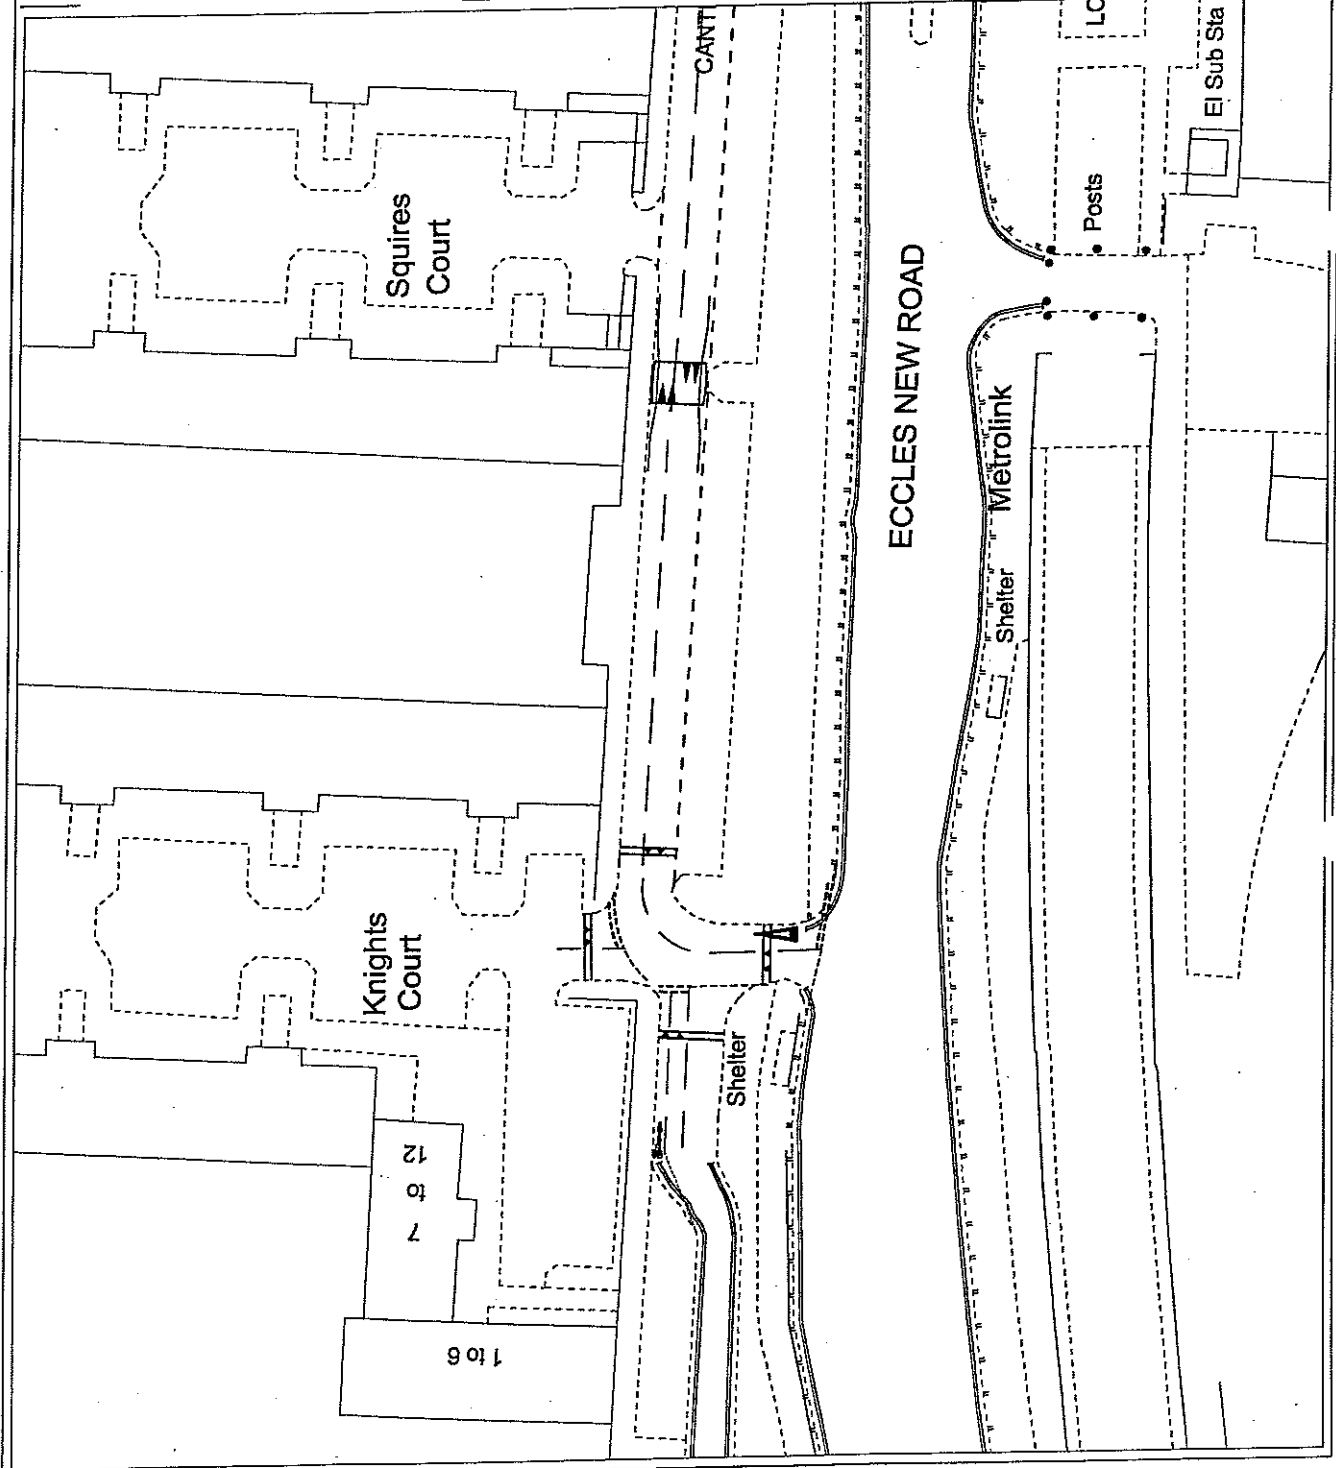 CANT
LC
El Sub Sta
Squires
Court
Posts
ECCLES NEW ROAD
Metrolink
Shelter
Knights
Court
Shelter
7
to
12
1 to 6